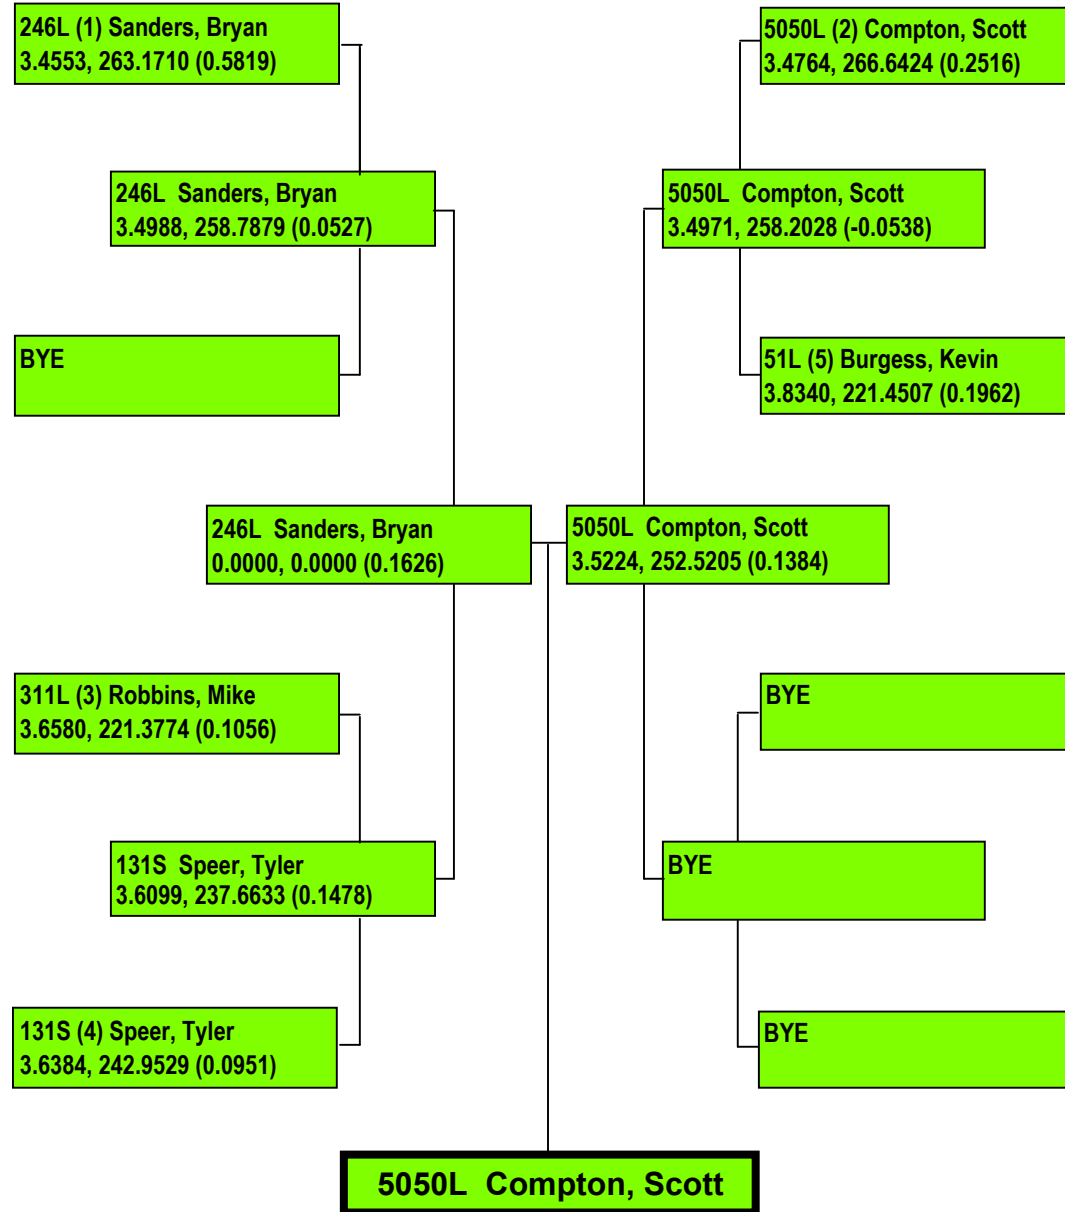 246L (1) Sanders, Bryan
3.4553, 263.1710 (0.5819)
5050L (2) Compton, Scott
3.4764, 266.6424 (0.2516)
246L  Sanders, Bryan
3.4988, 258.7879 (0.0527)
5050L  Compton, Scott
3.4971, 258.2028 (-0.0538)
BYE
51L (5) Burgess, Kevin
3.8340, 221.4507 (0.1962)
246L  Sanders, Bryan
0.0000, 0.0000 (0.1626)
5050L  Compton, Scott
3.5224, 252.5205 (0.1384)
311L (3) Robbins, Mike
3.6580, 221.3774 (0.1056)
BYE
131S  Speer, Tyler
3.6099, 237.6633 (0.1478)
BYE
131S (4) Speer, Tyler
3.6384, 242.9529 (0.0951)
BYE
5050L  Compton, Scott